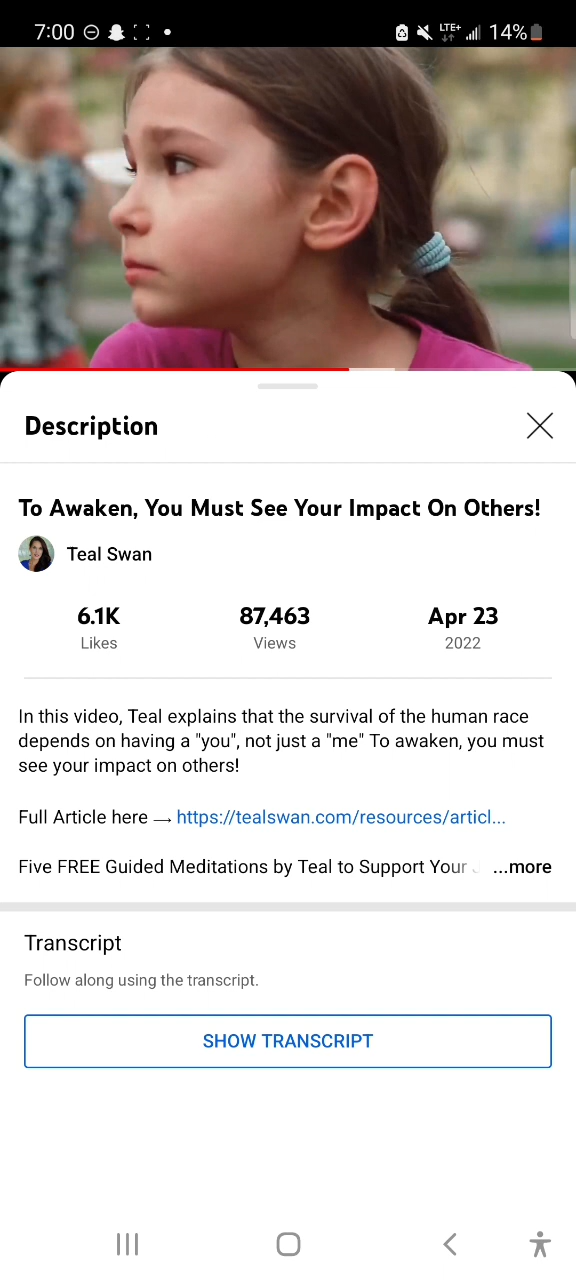 7:00
LTE+
14%
Description
To Awaken, You Must See Your Impact On Others!
Teal Swan
6.1K
87,463
Apr 23
Likes
Views
2022
In this video, Teal explains that the survival of the human race
depends on having a "you", not just a "me" To awaken, you must
see your impact on others!
Full Article here → https://tealswan.com/resources/articl...
Five FREE Guided Meditations by Teal to Support Your ...more
Transcript
Follow along using the transcript.
SHOW TRANSCRIPT